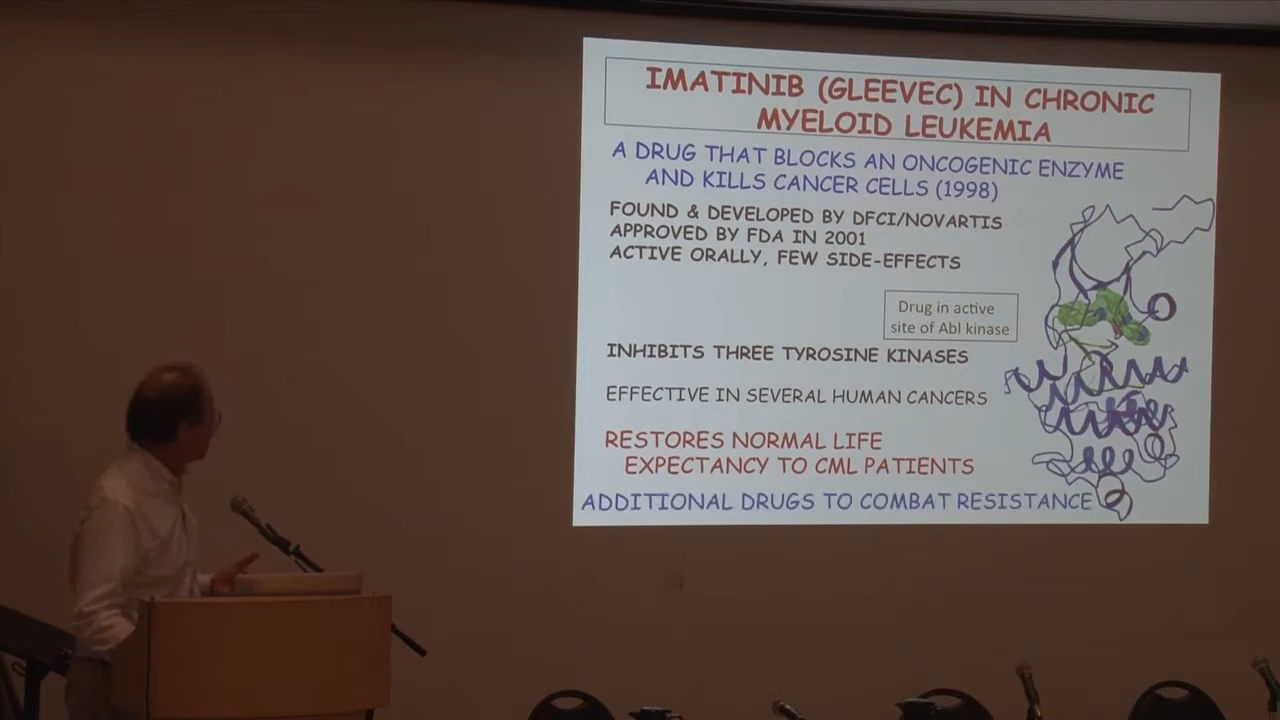 IMATINIB (GLEEVEC) IN CHRONIC
MYELOID LEUKEMIA
A DRUG THAT BLOCKS AN ONCOGENIC ENZYME
AND KILLS CANCER CELLS (1998)
FOUND & DEVELOPED BY DFCI/NOVARTIS
APPROVED BY FDA IN 2001
ACTIVE ORALLY, FEW SIDE-EFFECTS
Drug in active
site of Abl kinase
INHIBITS THREE TYROSINE KINASES
EFFECTIVE IN SEVERAL HUMAN CANCERS
RESTORES NORMAL LIFE
EXPECTANCY TO CML PATIENTS
ADDITIONAL DRUGS TO COMBAT RESISTANCE